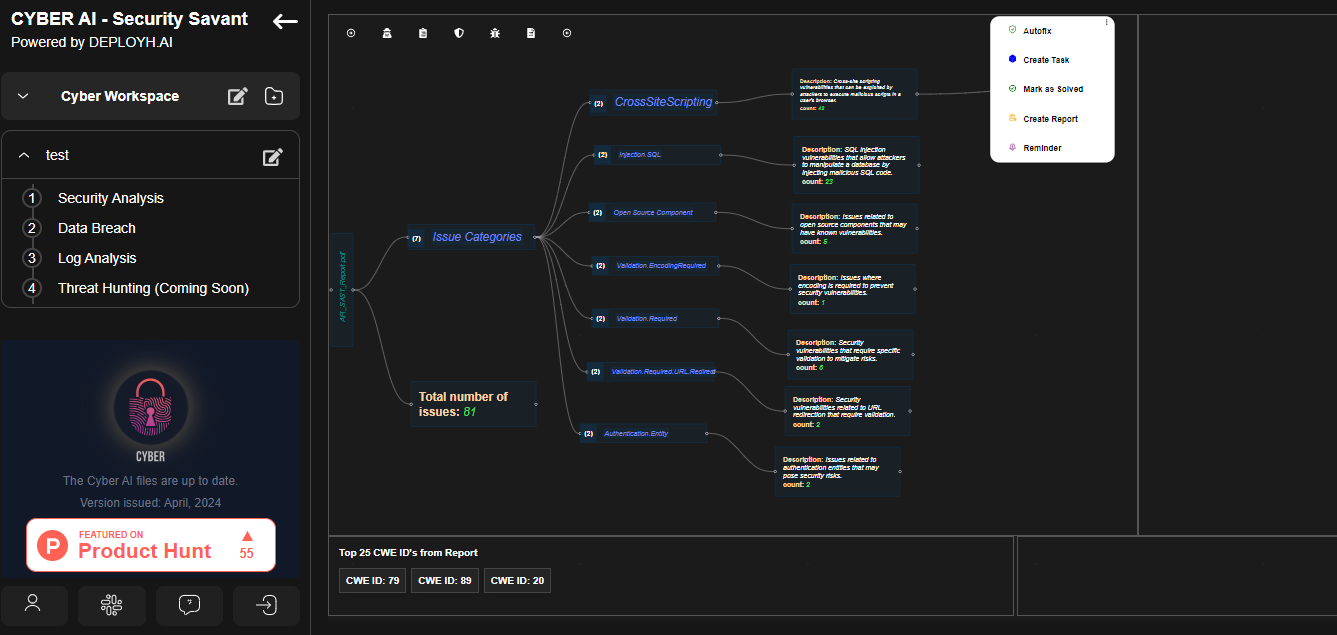 CYBER AI - Security Savant
Powered by DEPLOYH.AI
Cyber Workspace
test
1 Security Analysis
2 Data Breach
3 Log Analysis
4 Threat Hunting (Coming Soon)
CYBER
The Cyber AI files are up to date.
Version issued: April, 2024
P
FEATURED ON
Product Hunt
55
(7) Issue Categories
Total number of
issues: 81
(2) CrossSiteScripting
(2) Injection.SQL
(2) Open Source Component
(2) Validation.EncodingRequired
(2) Validation.Required
(2) Validation.Required.URL.Redirect
(2) Authentication.Entity
Description: Cross-site scripting
vulnerabilities that can be exploited by
attackers to execute malicious scripts in a
user's browser.
count: 42
Description: SQL injection
vulnerabilities that allow attackers
to manipulate a database by
injecting malicious SQL code.
count: 23
Description: Issues related to
open source components that may
have known vulnerabilities.
count: 5
Description: Issues where
encoding is required to prevent
security vulnerabilities.
count: 1
Description: Security
vulnerabilities that require specific
validation to mitigate risks.
count: 6
Description: Security
vulnerabilities related to URL
redirection that require validation.
count: 2
Description: Issues related to
authentication entities that may
pose security risks.
count: 2
Autofix
Create Task
Mark as Solved
Create Report
Reminder
Top 25 CWE ID's from Report
CWE ID: 79
CWE ID: 89
CWE ID: 20